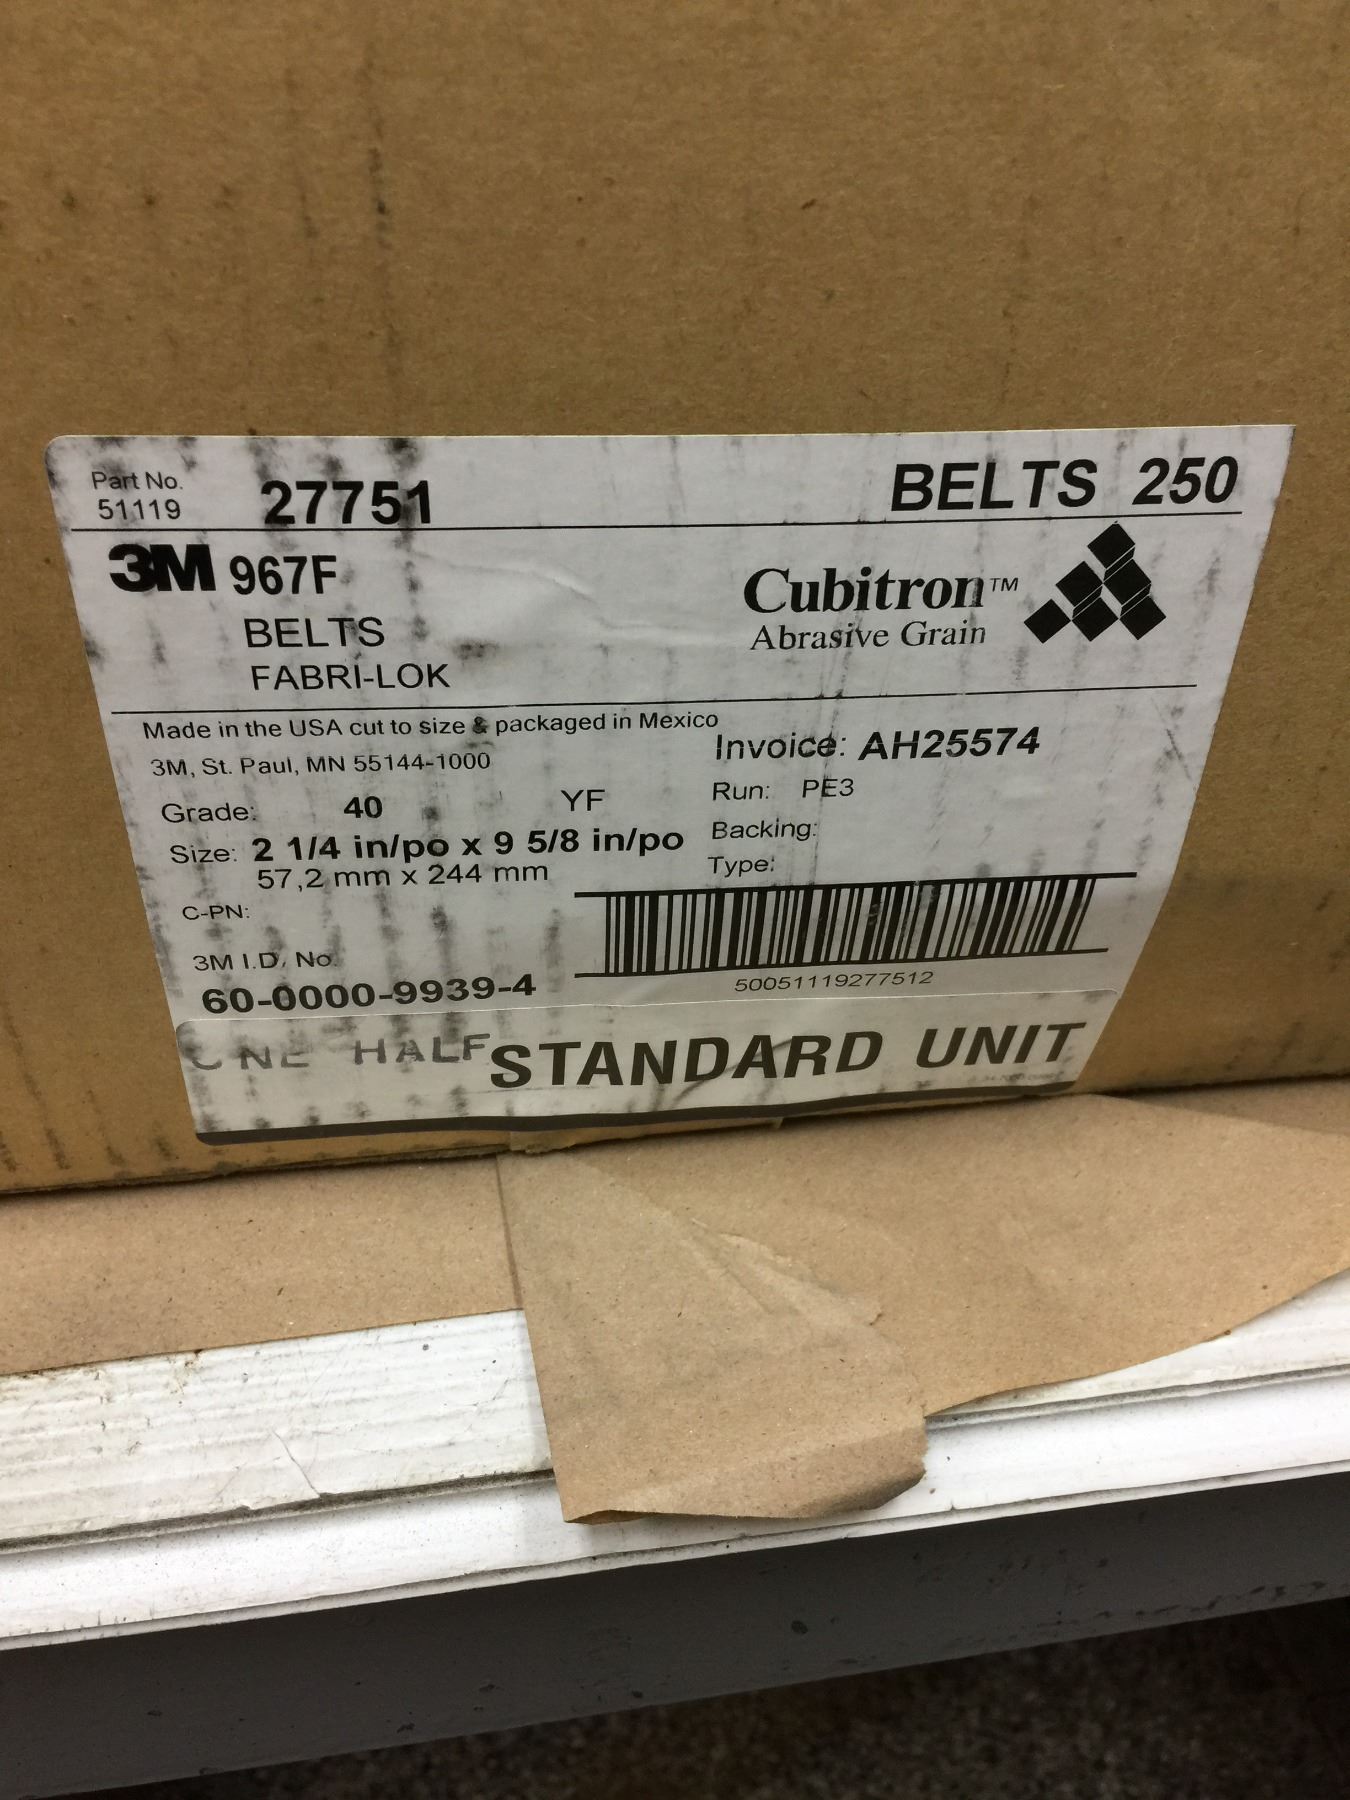 Part No.
51119 27751 BELTS 250
3M 967F
BELTS
FABRI-LOK
Cubitron™
Abrasive Grain
Made in the USA cut to size & packaged in Mexico
3M, St. Paul, MN 55144-1000
Invoice: AH25574
Grade: 40 YF
Run: PE3
Size: 2 1/4 in/po x 9 5/8 in/po
57,2 mm x 244 mm
Backing:
Type:
C-PN:
3M I.D. No.
60-0000-9939-4
50051119277512
ONE HALF STANDARD UNIT